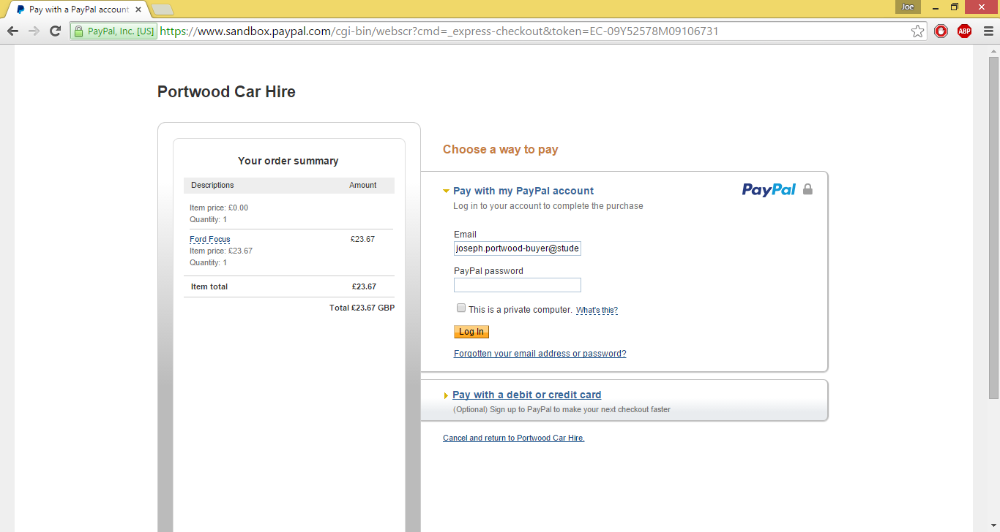 Pay with a PayPal account
Joe
PayPal, Inc. [US] https://www.sandbox.paypal.com/cgi-bin/webscr?cmd=_express-checkout&token=EC-09Y52578M09106731
ABP
Portwood Car Hire
Your order summary
Descriptions Amount
Item price: £0.00
Quantity: 1
Ford Focus £23.67
Item price: £23.67
Quantity: 1
Item total £23.67
Total £23.67 GBP
Choose a way to pay
Pay with my PayPal account
PayPal
Log in to your account to complete the purchase
Email
joseph.portwood-buyer@stude
PayPal password
This is a private computer. What's this?
Log In
Forgotten your email address or password?
Pay with a debit or credit card
(Optional) Sign up to PayPal to make your next checkout faster
Cancel and return to Portwood Car Hire.